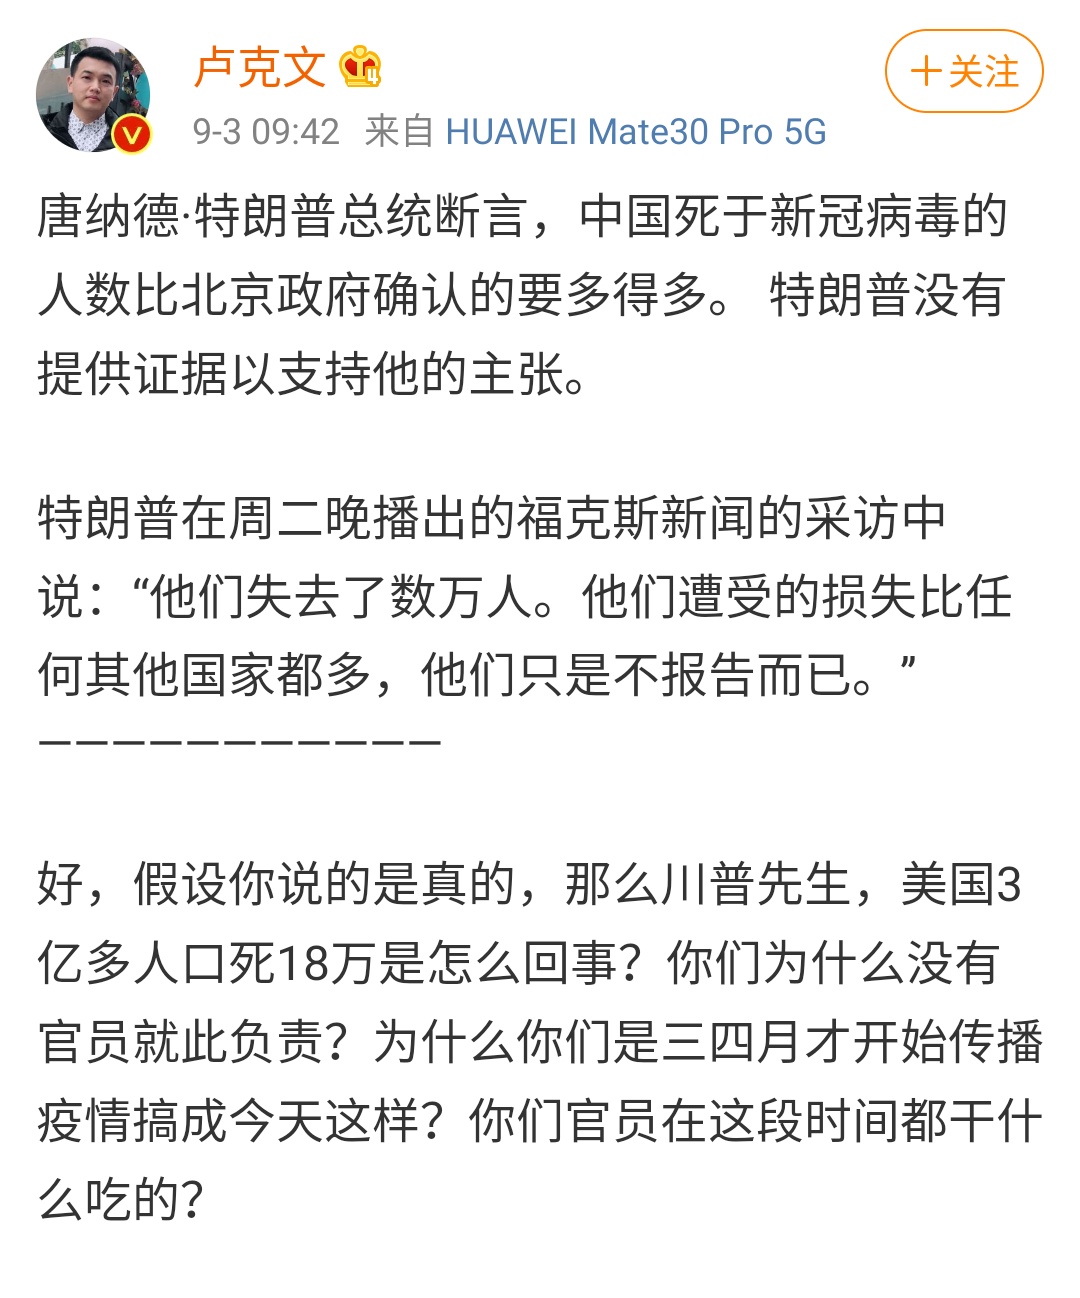 卢克文 4
+关注
9-3 09:42 来自 HUAWEI Mate30 Pro 5G
唐纳德·特朗普总统断言，中国死于新冠病毒的
人数比北京政府确认的要多得多。 特朗普没有
提供证据以支持他的主张。
特朗普在周二晚播出的福克斯新闻的采访中
说：“他们失去了数万人。他们遭受的损失比任
何其他国家都多，他们只是不报告而已。”
———————————
好，假设你说的是真的，那么川普先生，美国3
亿多人口死18万是怎么回事？你们为什么没有
官员就此负责？为什么你们是三四月才开始传播
疫情搞成今天这样？你们官员在这段时间都干什
么吃的？